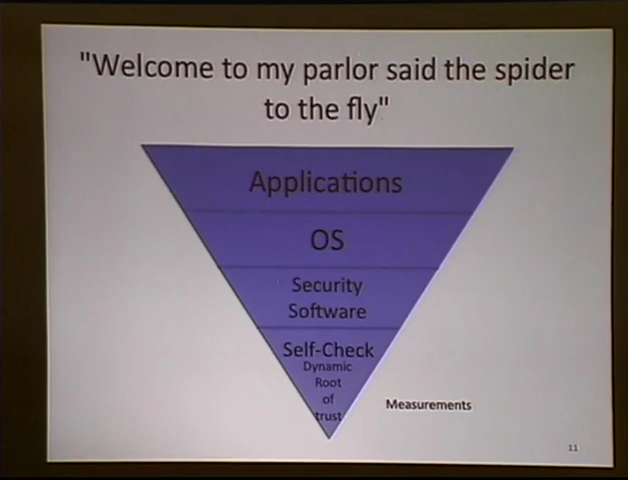 "Welcome to my parlor said the spider
to the fly"
Applications
OS
Security
Software
Self-Check
Dynamic
Root
of
trust
Measurements
11